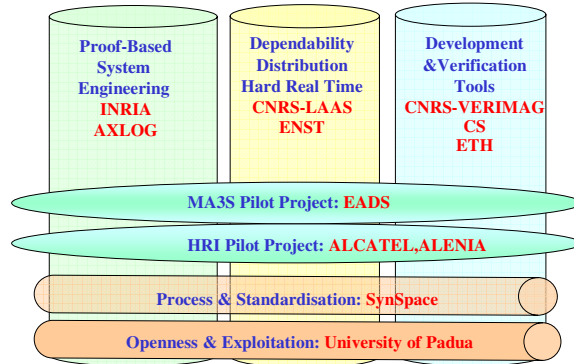 Proof-Based
System
Engineering
INRIA
AXLOG
Dependability
Distribution
Hard Real Time
CNRS-LAAS
ENST
Development
&Verification
Tools
CNRS-VERIMAG
CS
ETH
MA3S Pilot Project: EADS
HRI Pilot Project: ALCATEL,ALENIA
Process & Standardisation: SynSpace
Openness & Exploitation: University of Padua